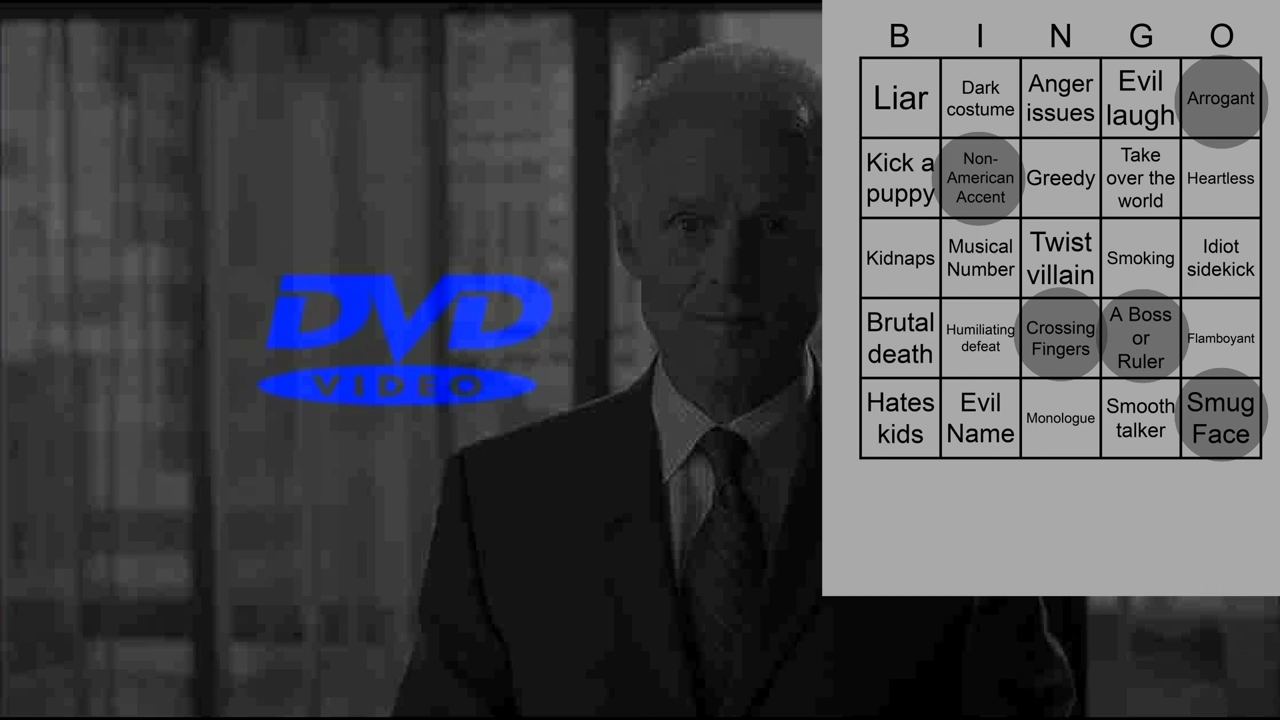 B I N G O
Liar
Dark
costume
Anger
issues
Evil
laugh
Arrogant
Kick a
puppy
Non-
American
Accent
Greedy
Take
over the
world
Heartless
Kidnaps
Musical
Number
Twist
villain
Smoking
Idiot
sidekick
Brutal
death
Humiliating
defeat
Crossing
Fingers
A Boss
or
Ruler
Flamboyant
Hates
kids
Evil
Name
Monologue
Smooth
talker
Smug
Face
DVD
VIDEO